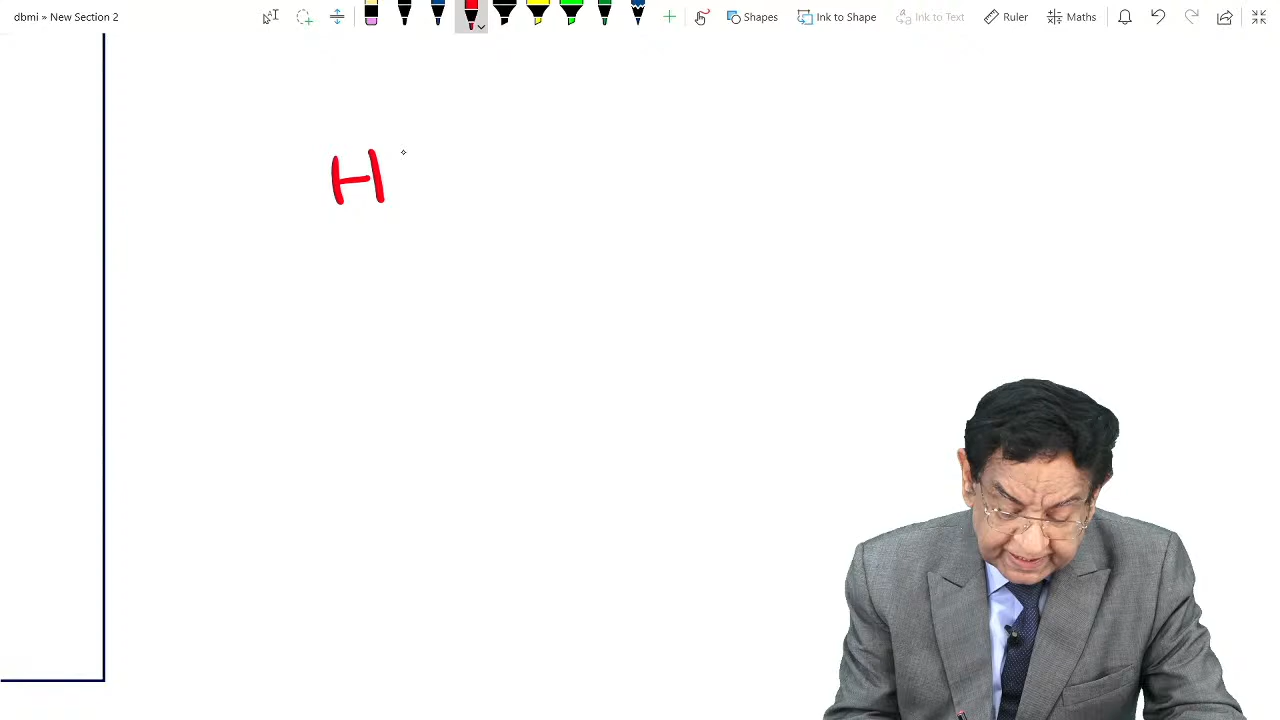 dbmi » New Section 2 Shapes Ink to Shape Ink to Text Ruler Maths
H